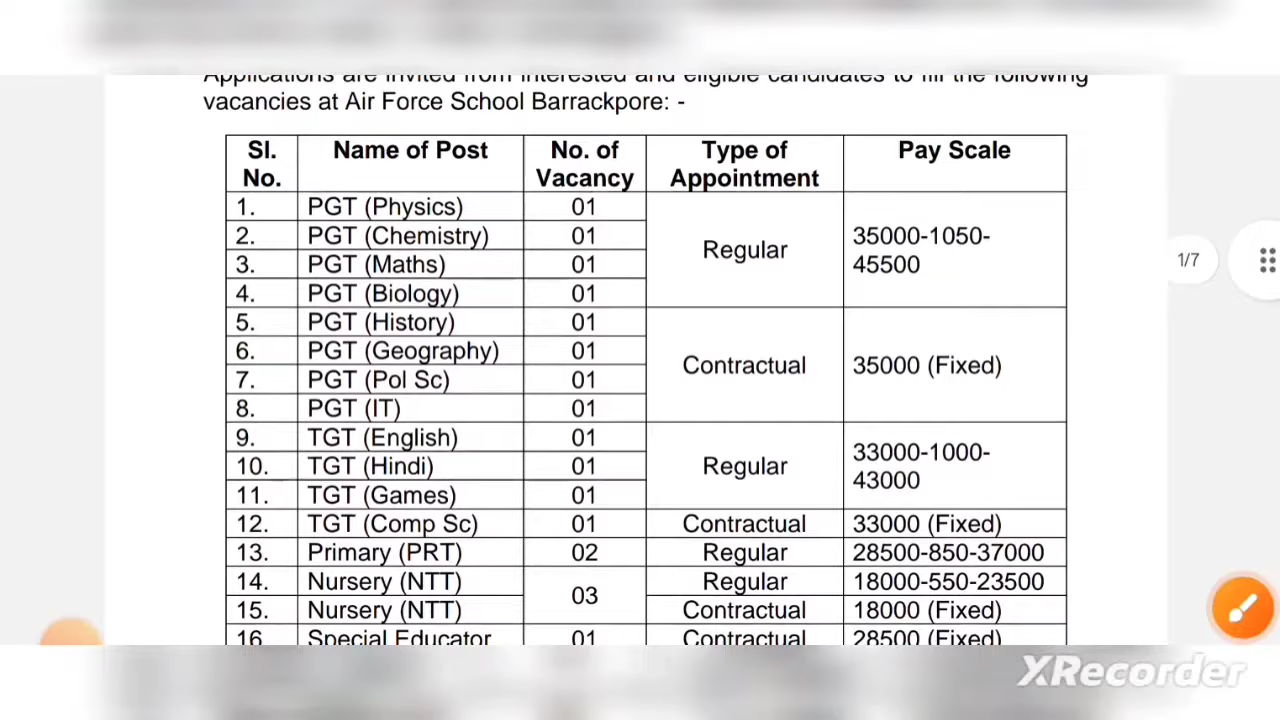 Applications are invited from interested and eligible candidates to fill the following
vacancies at Air Force School Barrackpore: -
Sl. No. Name of Post No. of Vacancy Type of Appointment Pay Scale
1. PGT (Physics) 01 Regular 35000-1050-45500
2. PGT (Chemistry) 01
3. PGT (Maths) 01
4. PGT (Biology) 01
5. PGT (History) 01 Contractual 35000 (Fixed)
6. PGT (Geography) 01
7. PGT (Pol Sc) 01
8. PGT (IT) 01
9. TGT (English) 01 Regular 33000-1000-43000
10. TGT (Hindi) 01
11. TGT (Games) 01
12. TGT (Comp Sc) 01 Contractual 33000 (Fixed)
13. Primary (PRT) 02 Regular 28500-850-37000
14. Nursery (NTT) 03 Regular 18000-550-23500
15. Nursery (NTT) Contractual 18000 (Fixed)
16 Special Educator 01 Contractual 28500 (Fixed)
1/7
XRecorder